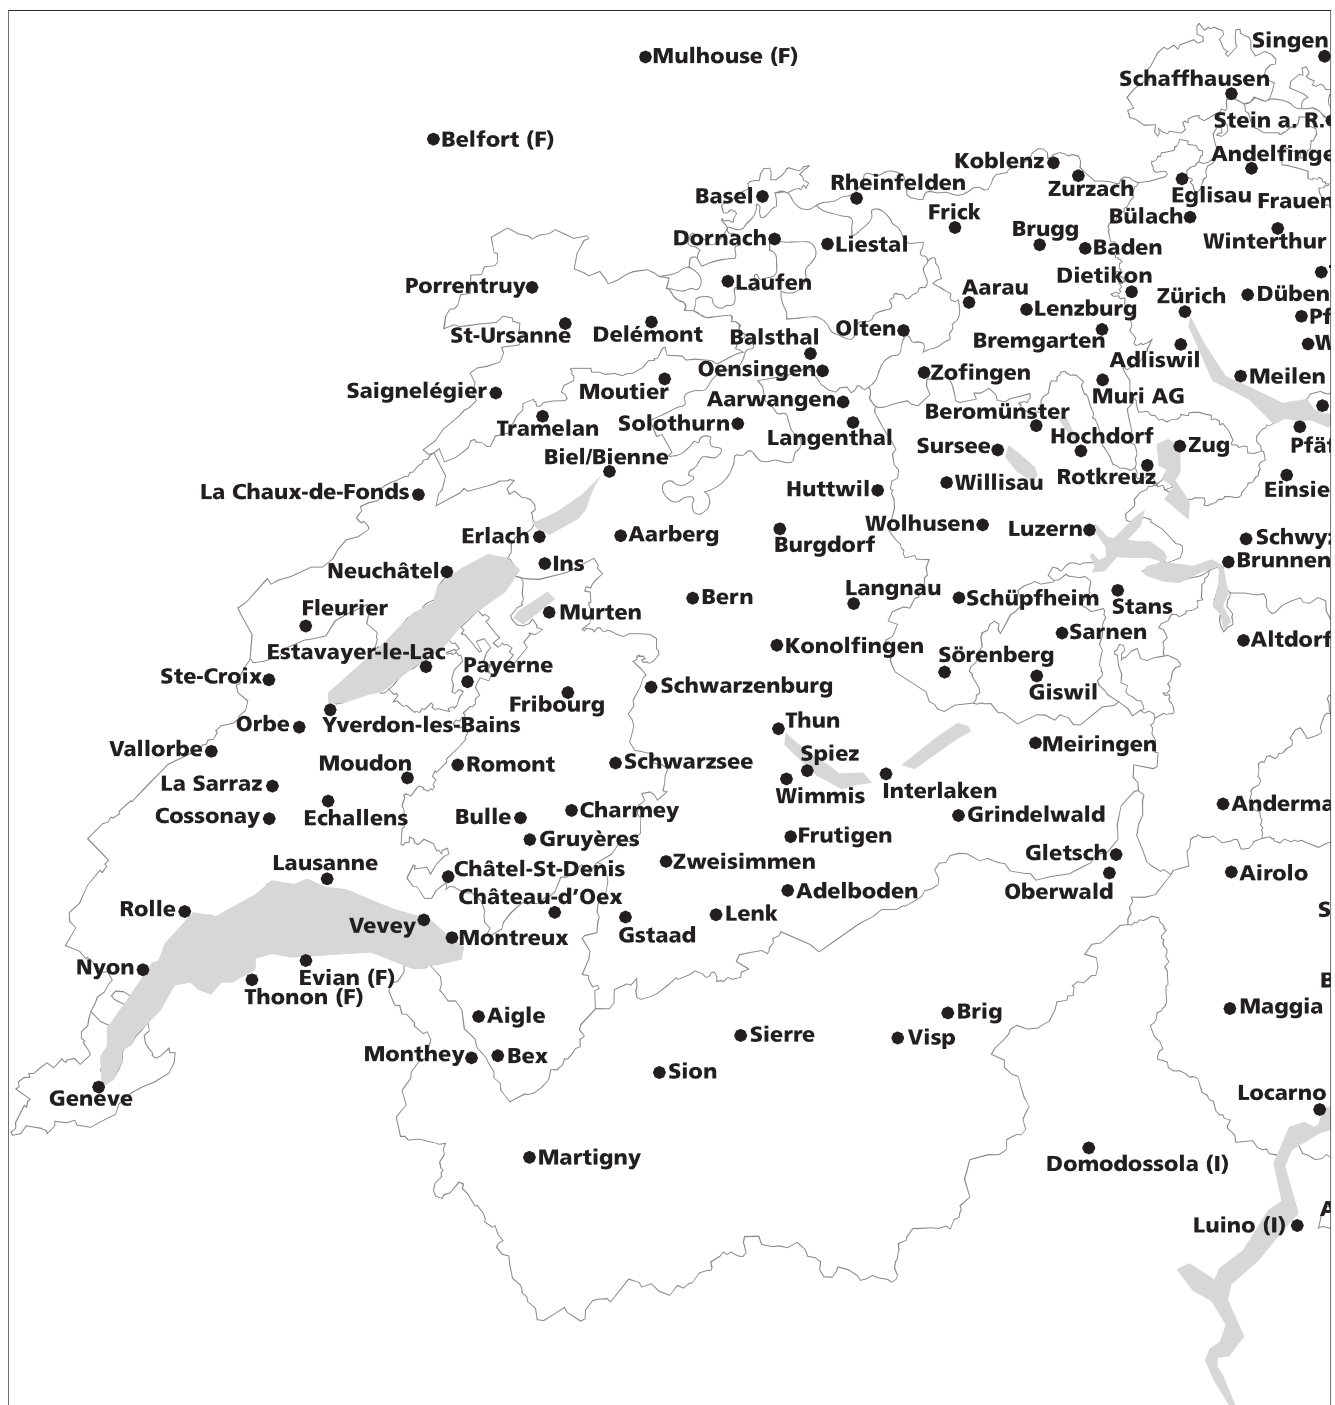 Singen
Mulhouse (F)
Schaffhausen
Stein a. R.
Belfort (F)
Andelfinge
Koblenz
Rheinfelden
Zurzach
Basel
Eglisau
Frauen
Frick
Bülach
Brugg
Dornach
Liestal
Baden
Winterthur
Dietikon
Laufen
Porrentruy
Aarau
Zürich
Düben
Lenzburg
Pf
St-Ursanne
Delémont
Balsthal
Olten
Bremgarten
W
Adliswil
Oensingen
Zofingen
Meilen
Saignelégier
Moutier
Aarwangen
Muri AG
Beromünster
Tramelan
Solothurn
Langenthal
Hochdorf
Sursee
Zug
Pfäf
Biel/Bienne
Rotkreuz
La Chaux-de-Fonds
Huttwil
Willisau
Einsie
Erlach
Aarberg
Burgdorf
Wolhusen
Luzern
Schwyz
Ins
Brunnen
Neuchâtel
Langnau
Bern
Schüpfheim
Stans
Fleurier
Murten
Sarnen
Altdorf
Estavayer-le-Lac
Konolfingen
Sörenberg
Payerne
Ste-Croix
Schwarzenburg
Giswil
Fribourg
Orbe
Yverdon-les-Bains
Thun
Vallorbe
Meiringen
Moudon
Romont
Schwarzsee
Spiez
La Sarraz
Wimmis
Interlaken
Anderma
Cossonay
Echallens
Bulle
Charmey
Grindelwald
Gruyères
Frutigen
Lausanne
Châtel-St-Denis
Zweisimmen
Gletsch
Airolo
Château-d’Oex
Adelboden
Oberwald
Rolle
Vevey
Lenk
S
Montreux
Gstaad
Nyon
Evian (F)
B
Thonon (F)
Aigle
Brig
Maggia
Sierre
Visp
Monthey
Bex
Sion
Genève
Locarno
Martigny
Domodossola (I)
A
Luino (I)